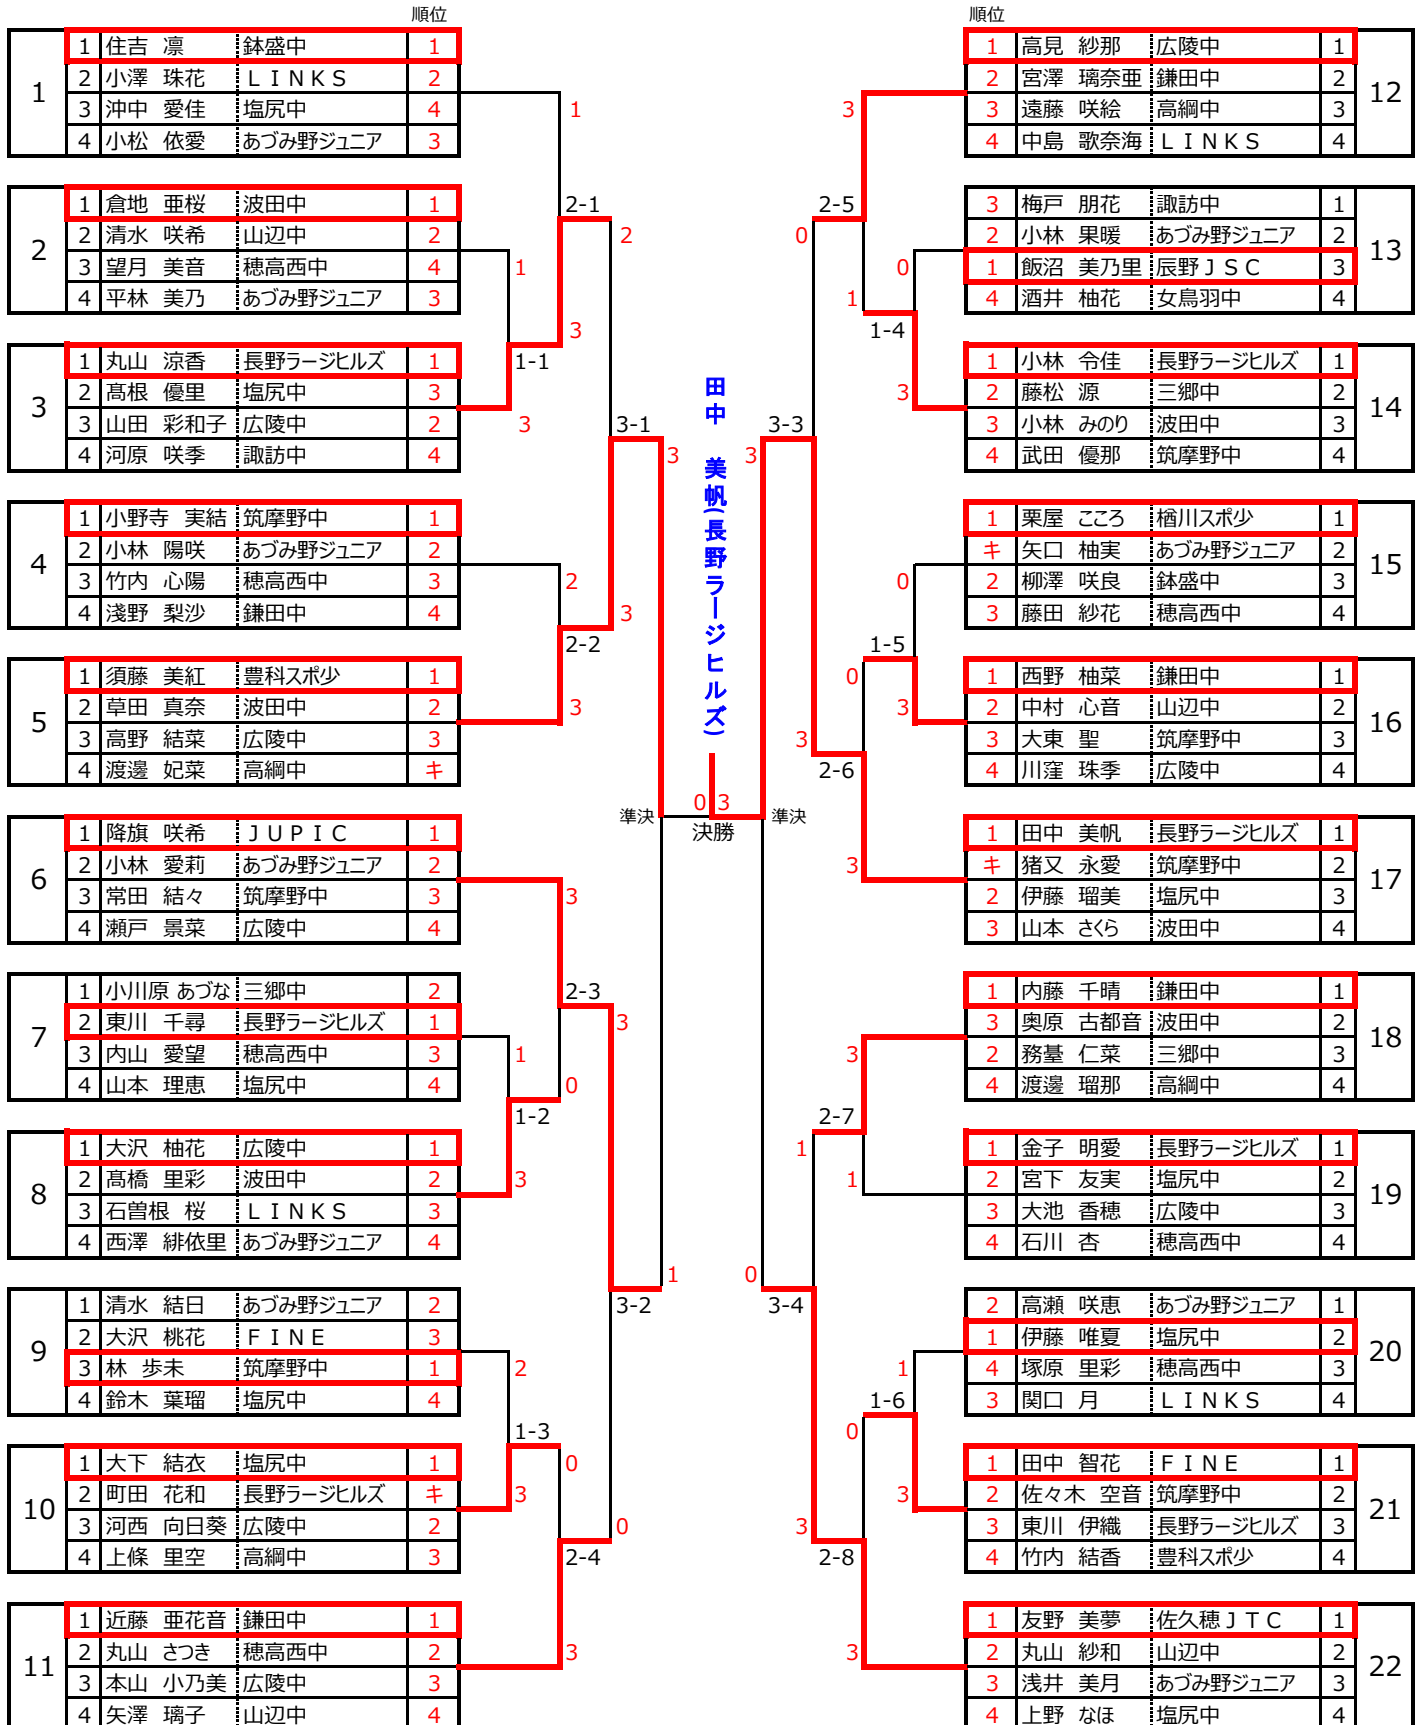 順位
1
1 住吉 凛 鉢盛中 1
2 小澤 珠花 ＬＩＮＫＳ 2
3 沖中 愛佳 塩尻中 4
4 小松 依愛 あづみ野ジュニア 3
2
1 倉地 亜桜 波田中 1
2 清水 咲希 山辺中 2
3 望月 美音 穂高西中 4
4 平林 美乃 あづみ野ジュニア 3
3
1 丸山 涼香 長野ラージヒルズ 1
2 髙根 優里 塩尻中 3
3 山田 彩和子 広陵中 2
4 河原 咲季 諏訪中 4
4
1 小野寺 実結 筑摩野中 1
2 小林 陽咲 あづみ野ジュニア 2
3 竹内 心陽 穂高西中 3
4 淺野 梨沙 鎌田中 4
5
1 須藤 美紅 豊科スポ少 1
2 草田 真奈 波田中 2
3 高野 結菜 広陵中 3
4 渡邊 妃菜 高綱中 キ
6
1 降旗 咲希 ＪＵＰＩＣ 1
2 小林 愛莉 あづみ野ジュニア 2
3 常田 結々 筑摩野中 3
4 瀬戸 景菜 広陵中 4
7
1 小川原 あづな 三郷中 2
2 東川 千尋 長野ラージヒルズ 1
3 内山 愛望 穂高西中 3
4 山本 理恵 塩尻中 4
8
1 大沢 柚花 広陵中 1
2 髙橋 里彩 波田中 2
3 石曽根 桜 ＬＩＮＫＳ 3
4 西澤 緋依里 あづみ野ジュニア 4
9
1 清水 結日 あづみ野ジュニア 2
2 大沢 桃花 ＦＩＮＥ 3
3 林 歩未 筑摩野中 1
4 鈴木 葉瑠 塩尻中 4
10
1 大下 結衣 塩尻中 1
2 町田 花和 長野ラージヒルズ キ
3 河西 向日葵 広陵中 2
4 上條 里空 高綱中 3
11
1 近藤 亜花音 鎌田中 1
2 丸山 さつき 穂高西中 2
3 本山 小乃美 広陵中 3
4 矢澤 璃子 山辺中 4
1
2-1
2
1
3
1-1
3
3-1
3
2
3
2-2
3
3
2-3
3
1
0
1-2
3
1
3-2
2
1-3
0
3
0
2-4
3
田中 美帆(長野ラージヒルズ)
準決
0 3
決勝
準決
3
2-5
0
0
1
1-4
3
3-3
3
0
1-5
0
3
3
2-6
3
3
2-7
1
1
0
3-4
1
1-6
0
3
3
2-8
3
順位
1 高見 紗那 広陵中 1
2 宮澤 璃奈亜 鎌田中 2
3 遠藤 咲絵 高綱中 3
4 中島 歌奈海 ＬＩＮＫＳ 4
12
3 梅戸 朋花 諏訪中 1
2 小林 果暖 あづみ野ジュニア 2
1 飯沼 美乃里 辰野ＪＳＣ 3
4 酒井 柚花 女鳥羽中 4
13
1 小林 令佳 長野ラージヒルズ 1
2 藤松 源 三郷中 2
3 小林 みのり 波田中 3
4 武田 優那 筑摩野中 4
14
1 栗屋 こころ 楢川スポ少 1
キ 矢口 柚実 あづみ野ジュニア 2
2 柳澤 咲良 鉢盛中 3
3 藤田 紗花 穂高西中 4
15
1 西野 柚菜 鎌田中 1
2 中村 心音 山辺中 2
3 大東 聖 筑摩野中 3
4 川窪 珠季 広陵中 4
16
1 田中 美帆 長野ラージヒルズ 1
キ 猪又 永愛 筑摩野中 2
2 伊藤 瑠美 塩尻中 3
3 山本 さくら 波田中 4
17
1 内藤 千晴 鎌田中 1
3 奥原 古都音 波田中 2
2 務䑓 仁菜 三郷中 3
4 渡邊 瑠那 高綱中 4
18
1 金子 明愛 長野ラージヒルズ 1
2 宮下 友実 塩尻中 2
3 大池 香穂 広陵中 3
4 石川 杏 穂高西中 4
19
2 高瀬 咲恵 あづみ野ジュニア 1
1 伊藤 唯夏 塩尻中 2
4 塚原 里彩 穂高西中 3
3 関口 月 ＬＩＮＫＳ 4
20
1 田中 智花 ＦＩＮＥ 1
2 佐々木 空音 筑摩野中 2
3 東川 伊織 長野ラージヒルズ 3
4 竹内 結香 豊科スポ少 4
21
1 友野 美夢 佐久穂ＪＴＣ 1
2 丸山 紗和 山辺中 2
3 浅井 美月 あづみ野ジュニア 3
4 上野 なほ 塩尻中 4
22